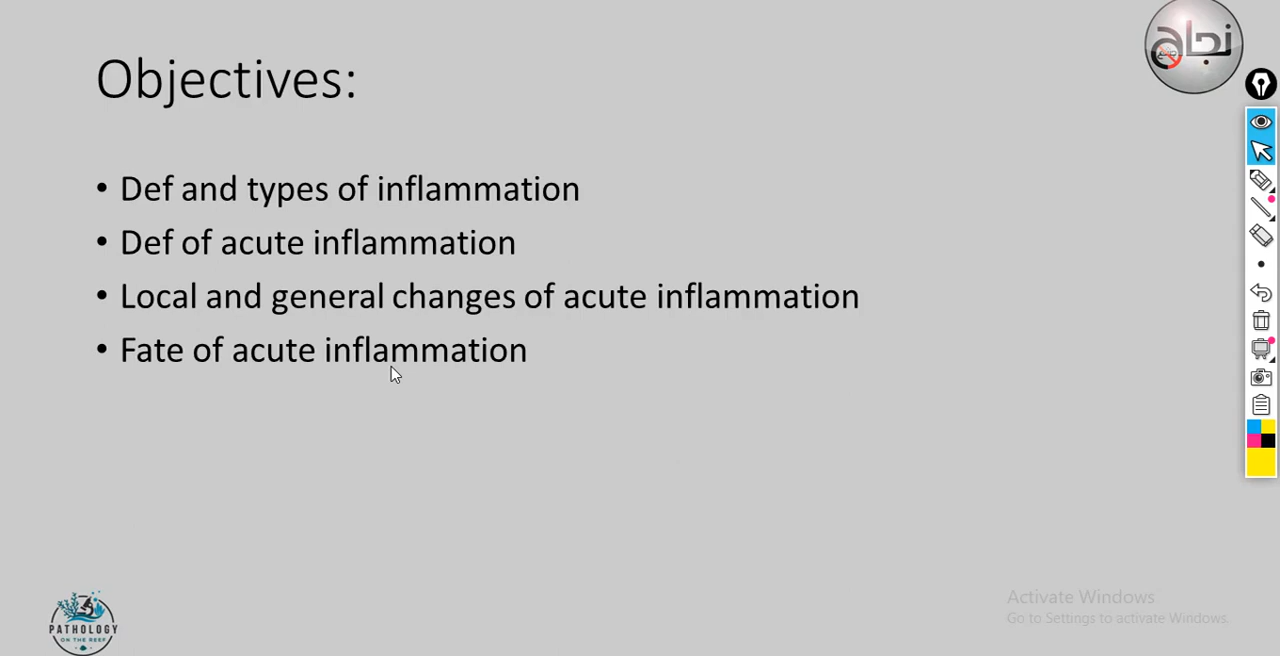 Objectives:
• Def and types of inflammation
• Def of acute inflammation
• Local and general changes of acute inflammation
• Fate of acute inflammation
نجاح
Activate Windows
Go to Settings to activate Windows.
PATHOLOGY
ON THE REEF